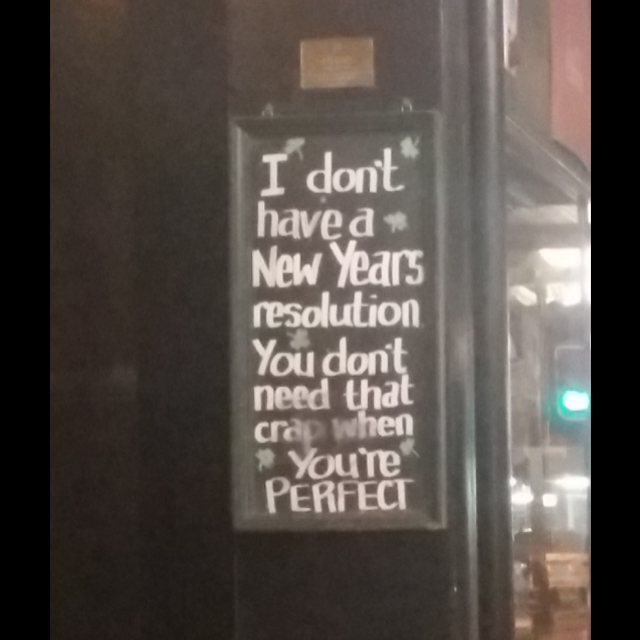 I don't
have a
New Years
resolution
You don't
need that
crap when
You're
PERFECT